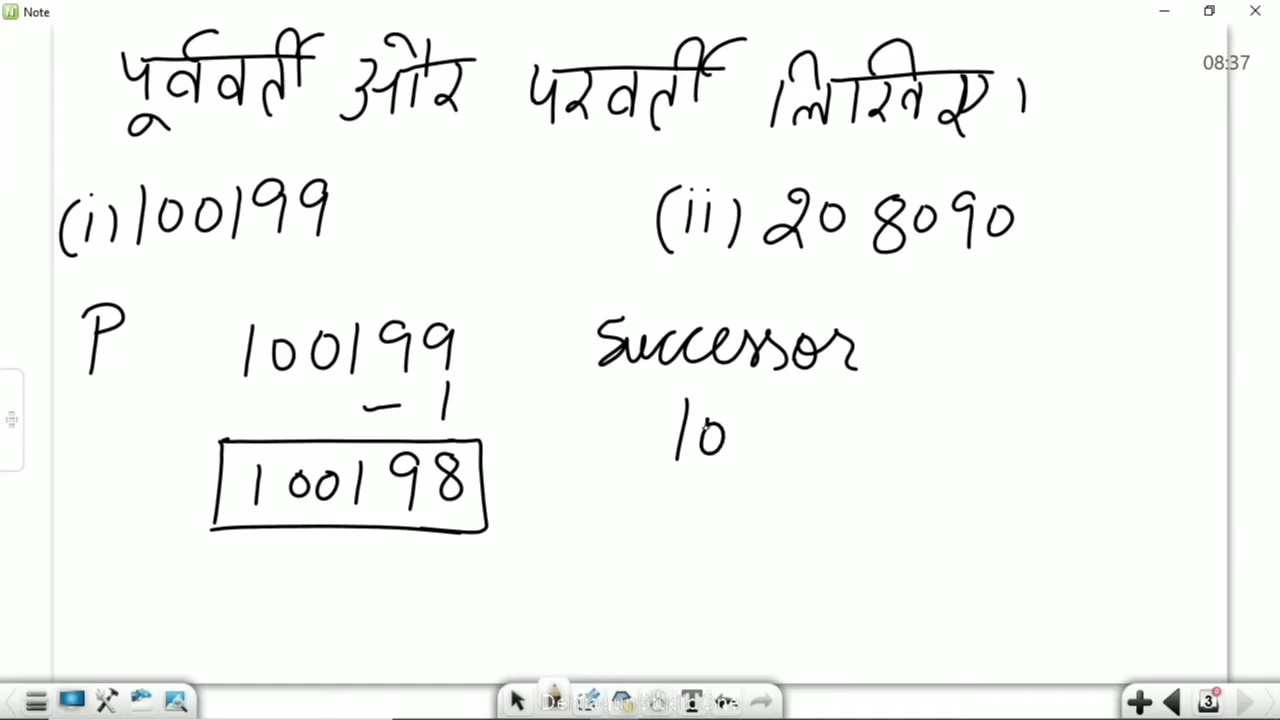 Note
08:37
पूर्ववर्ती और परवर्ती लिखिए।
(i) 100199 (ii) 208090
P 100199 Successor
- 1 10
100198
3